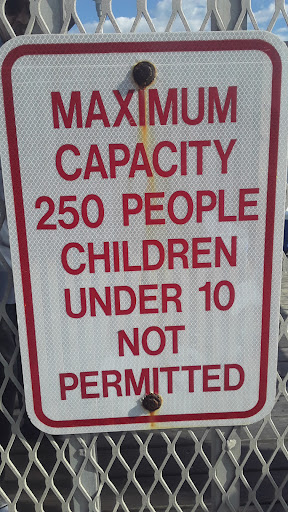 MAXIMUM
CAPACITY
250 PEOPLE
CHILDREN
UNDER 10
NOT
PERMITTED